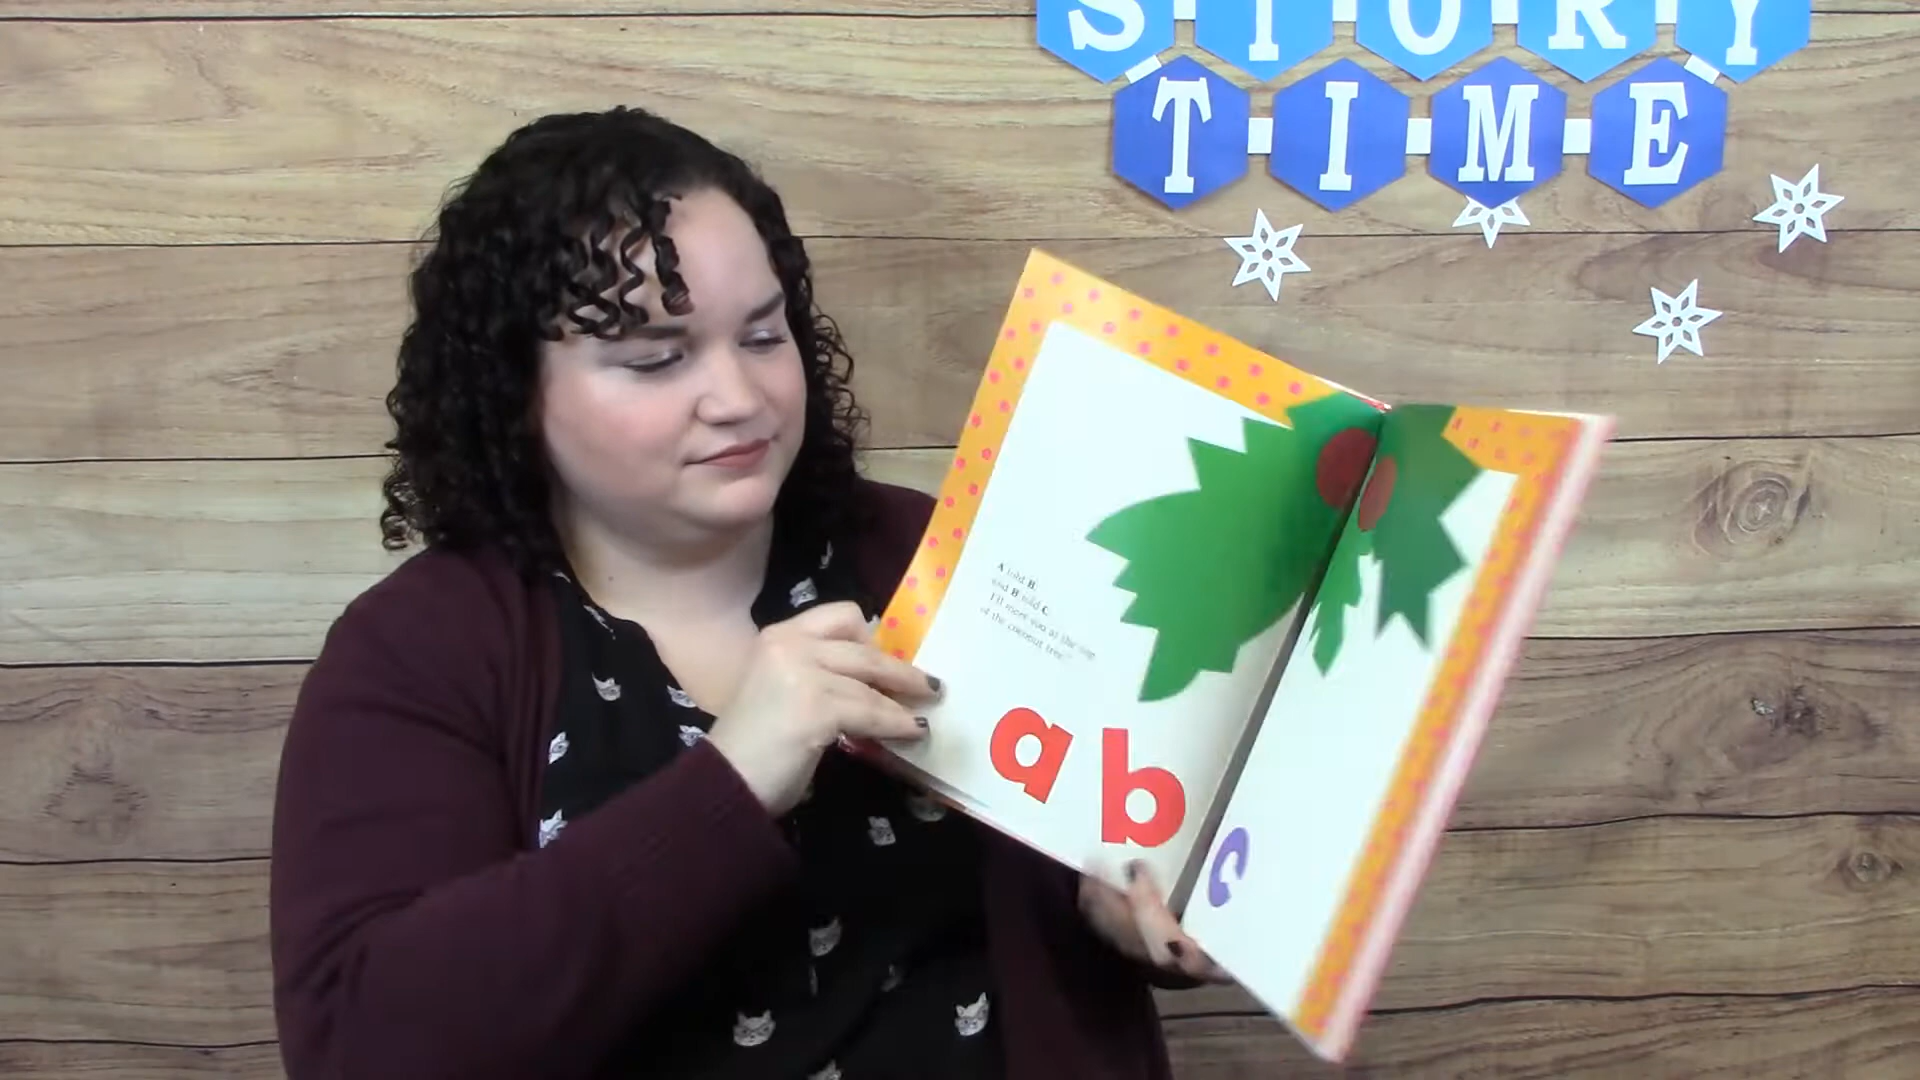 STORY
TIME
A told B,
and B told C,
I'll meet you at the top
of the coconut tree."
a b
c